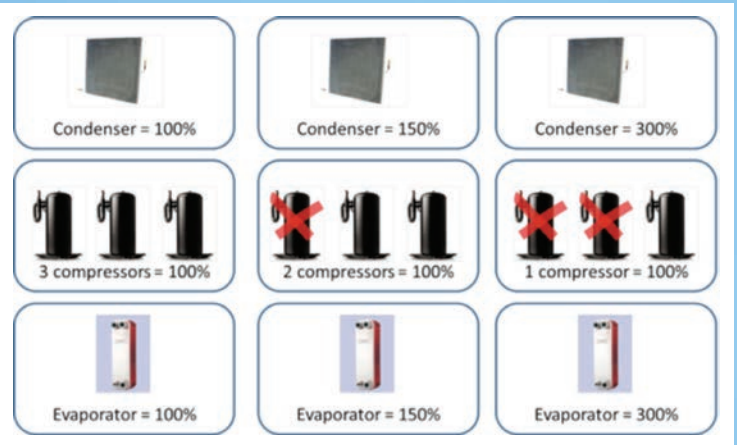 Condenser = 100%
Condenser = 150%
Condenser = 300%
3 compressors = 100%
2 compressors = 100%
1 compressor = 100%
Evaporator = 100%
Evaporator = 150%
Evaporator = 300%